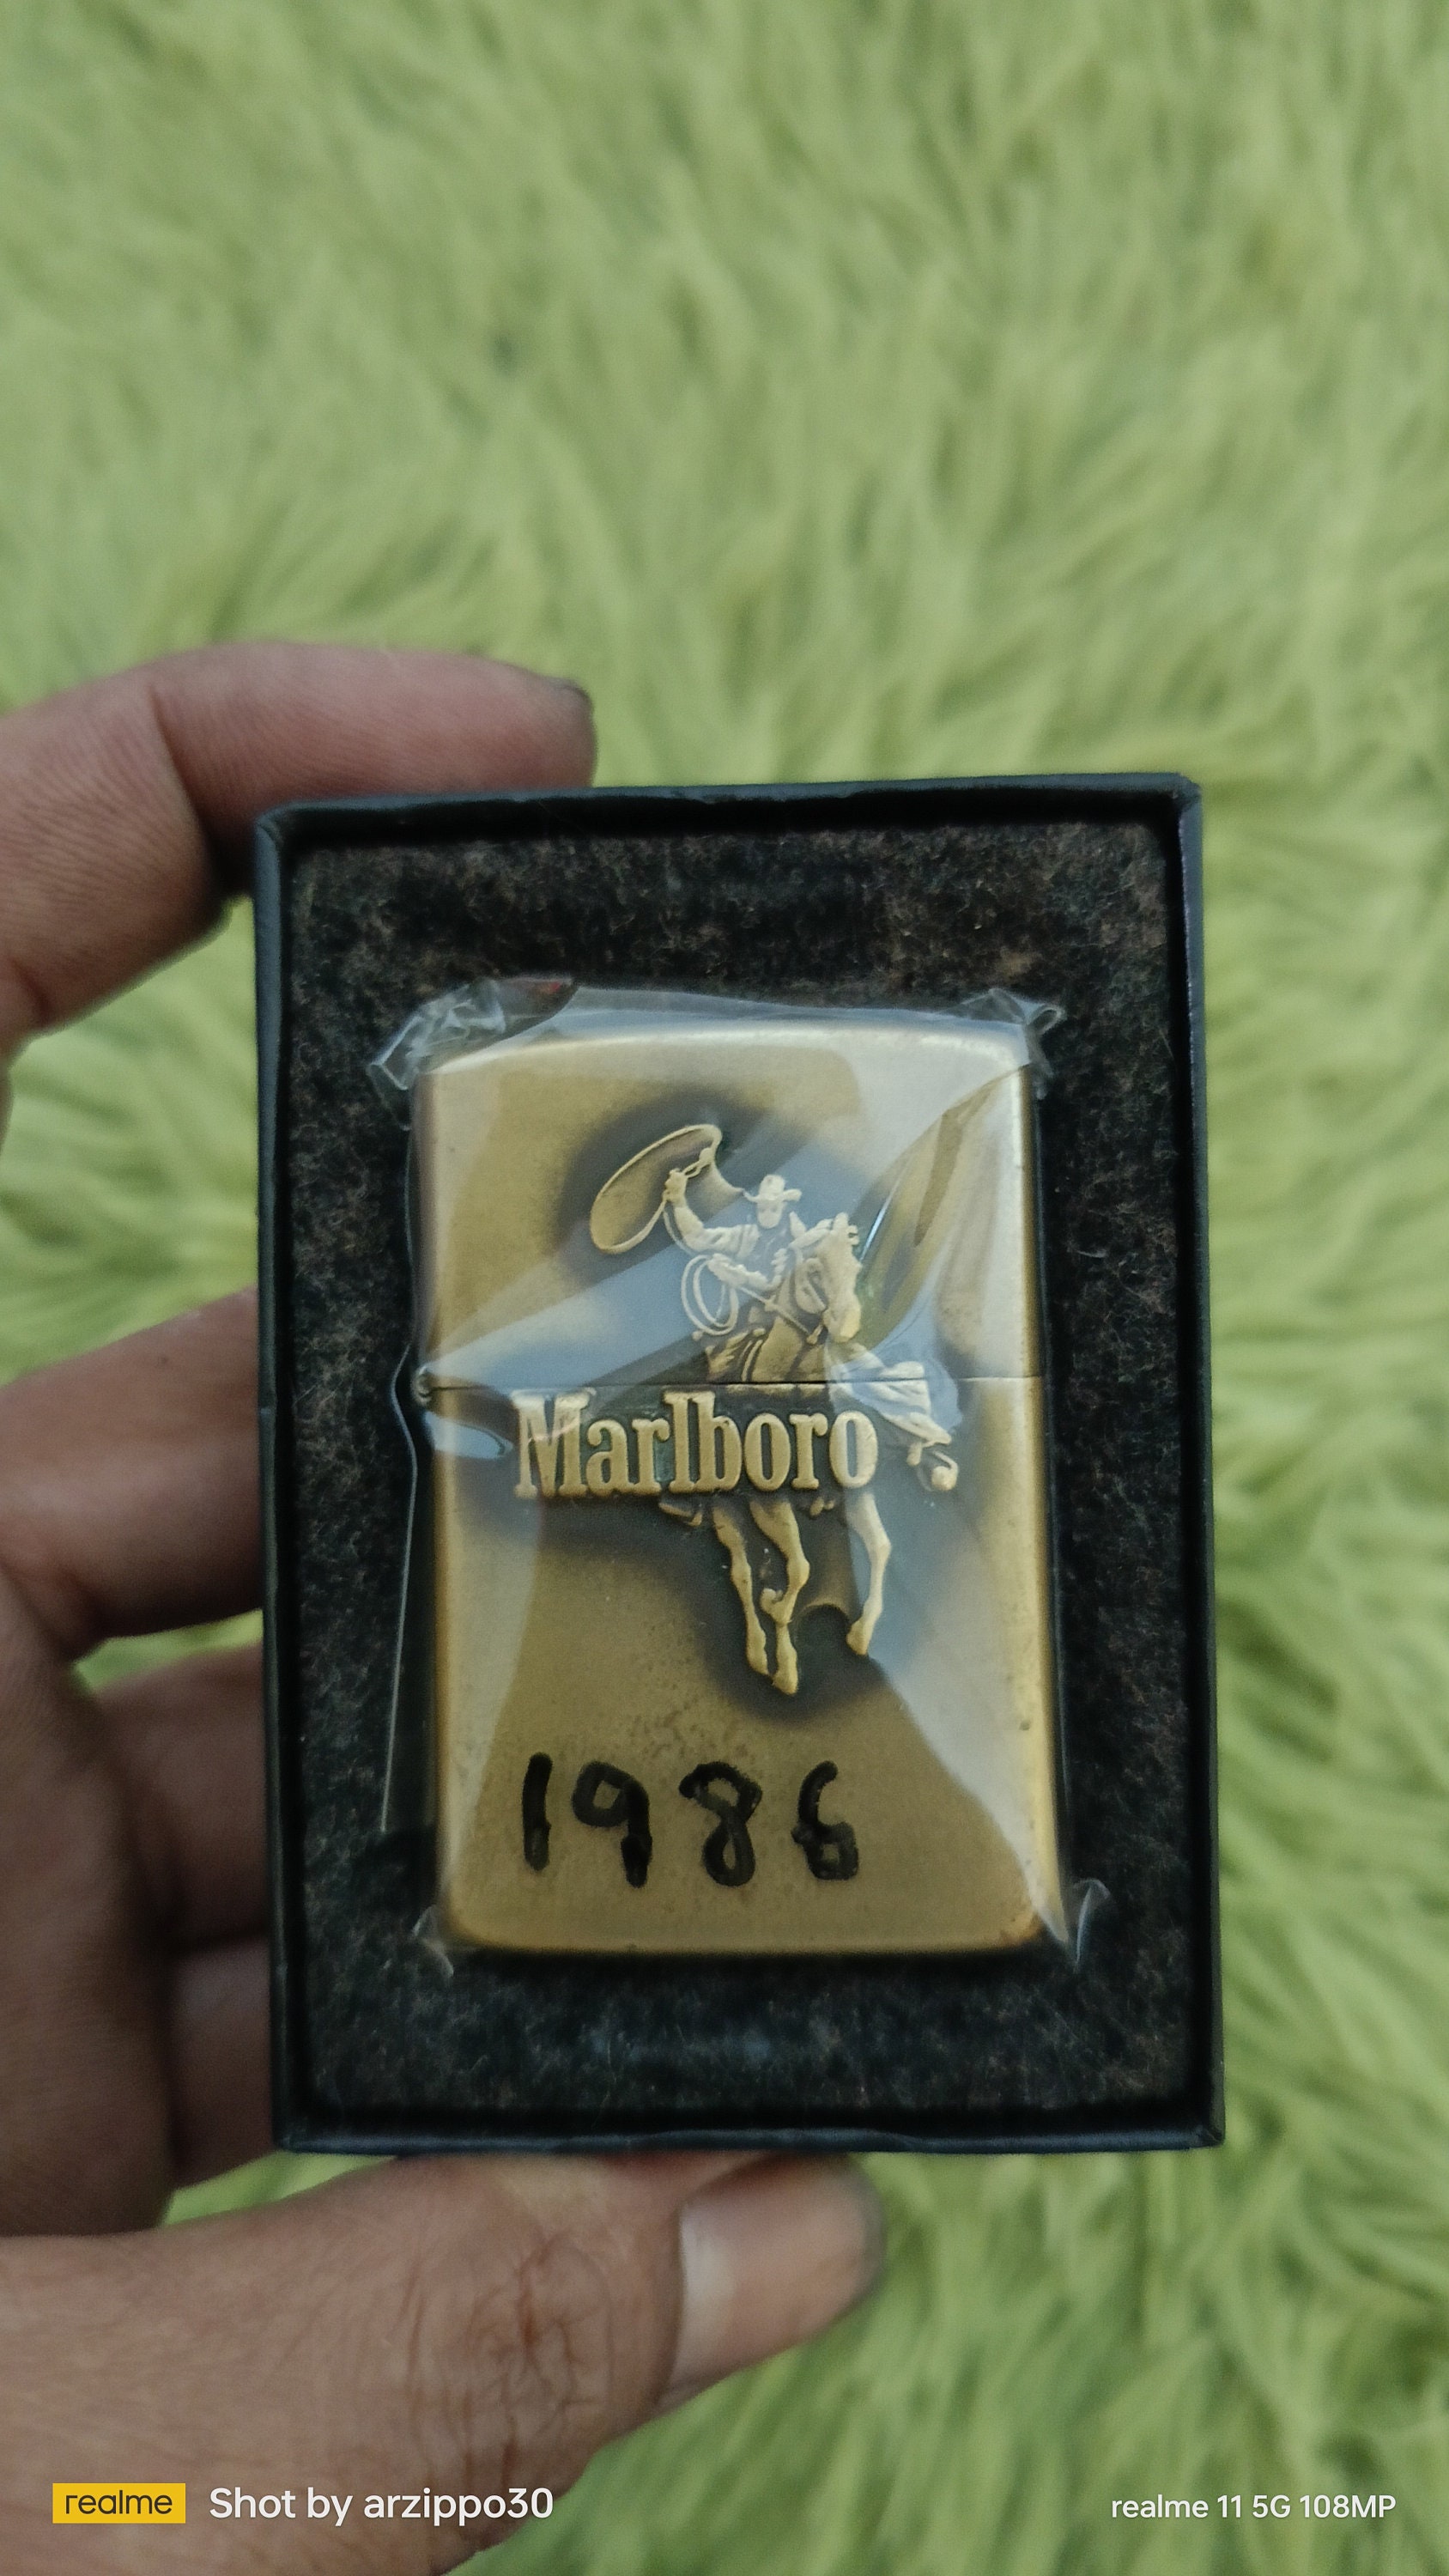 Marlboro
1986
realme Shot by arzippo30
realme 11 5G 108MP